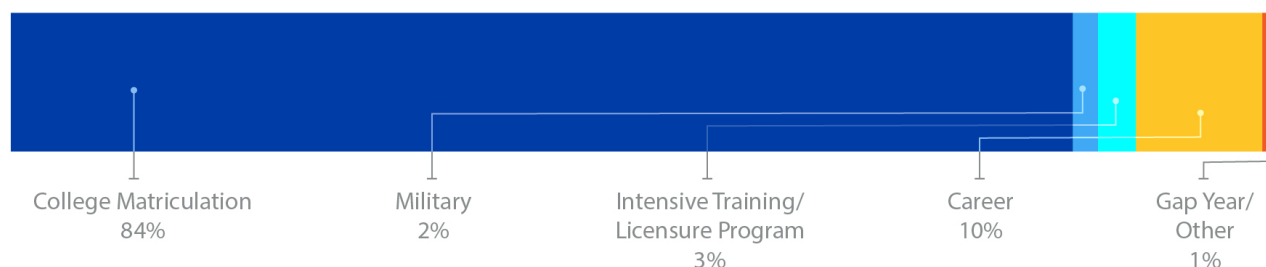 College Matriculation
84%
Military
2%
Intensive Training/
Licensure Program
3%
Career
10%
Gap Year/
Other
1%